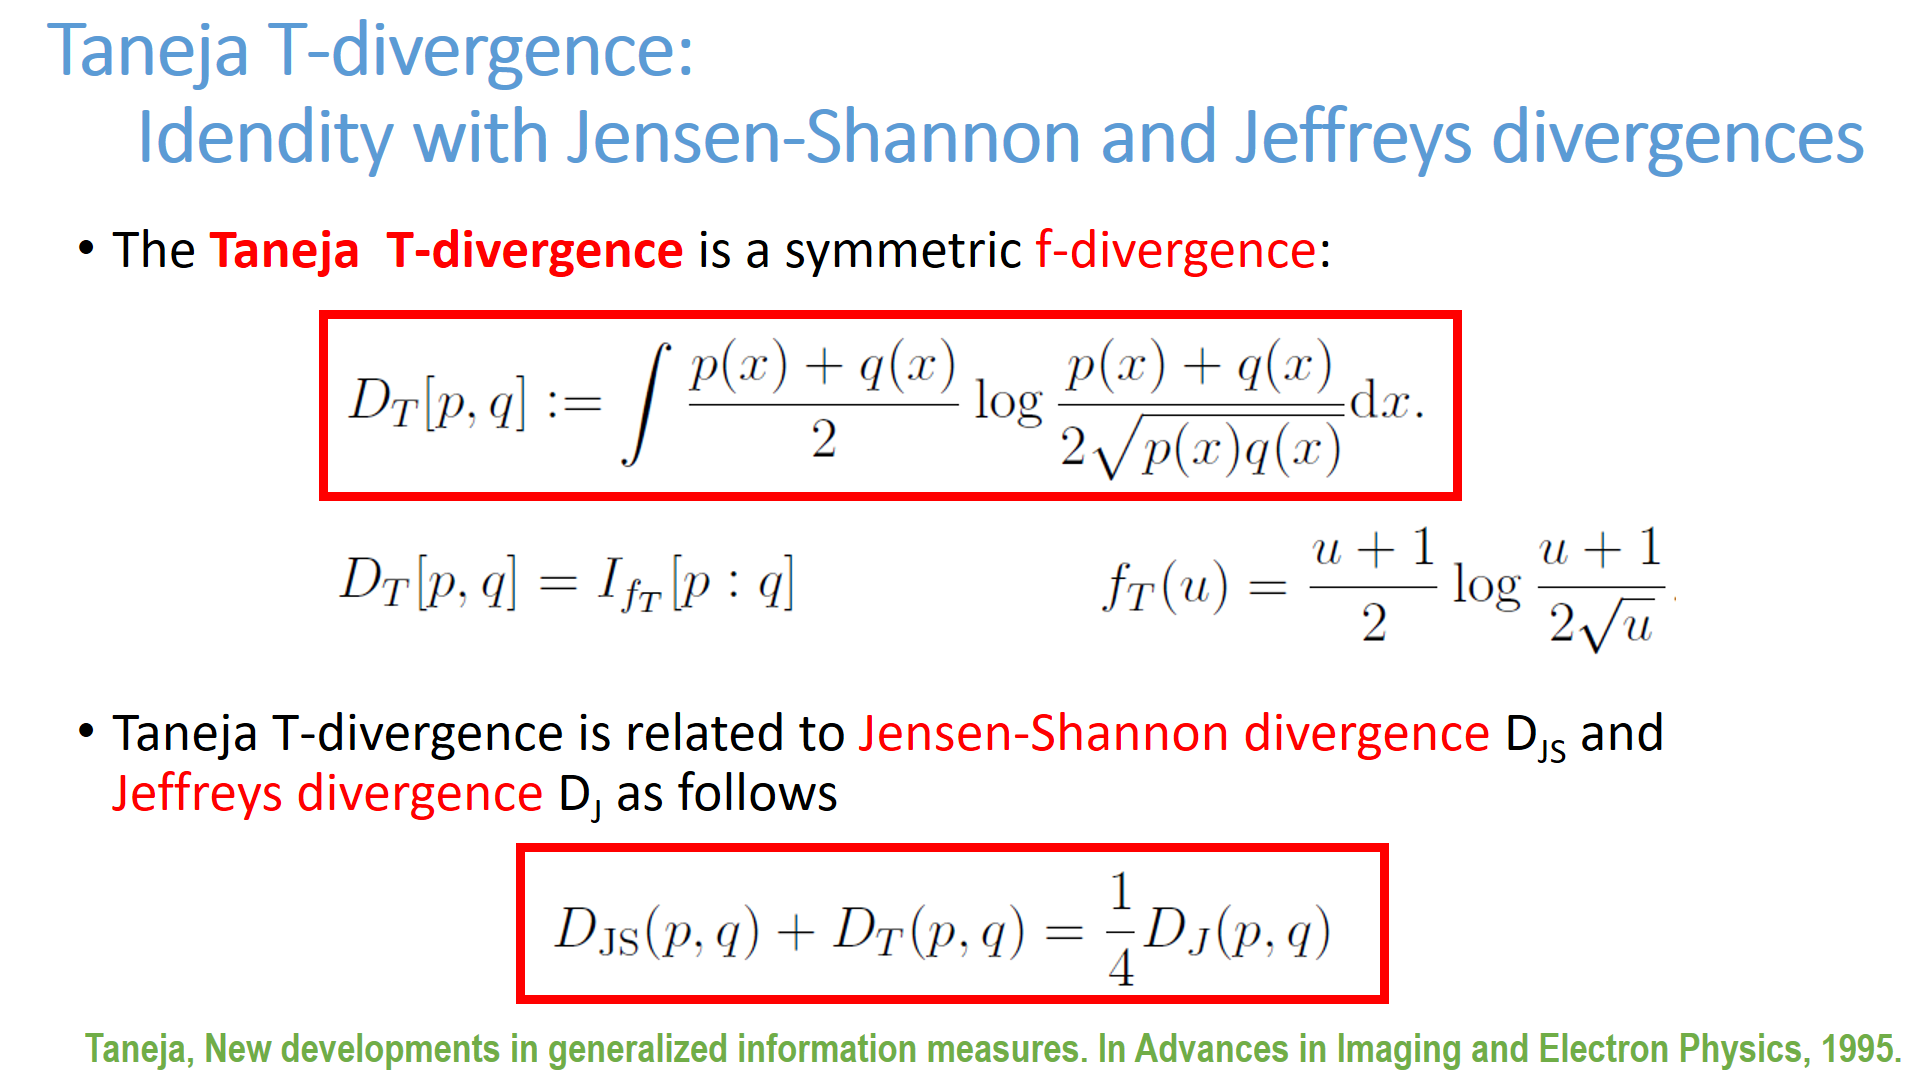 Taneja T-divergence:
Idendity with Jensen-Shannon and Jeffreys divergences
• The Taneja T-divergence is a symmetric f-divergence:
$D_T[p, q] := \int \frac{p(x) + q(x)}{2} \log \frac{p(x) + q(x)}{2\sqrt{p(x)q(x)}} \mathrm{d}x.$
$D_T[p, q] = I_{f_T}[p : q]$ $f_T(u) = \frac{u + 1}{2} \log \frac{u + 1}{2\sqrt{u}}.$
• Taneja T-divergence is related to Jensen-Shannon divergence D_JS and
Jeffreys divergence D_J as follows
$D_{\mathrm{JS}}(p, q) + D_T(p, q) = \frac{1}{4} D_J(p, q)$
Taneja, New developments in generalized information measures. In Advances in Imaging and Electron Physics, 1995.